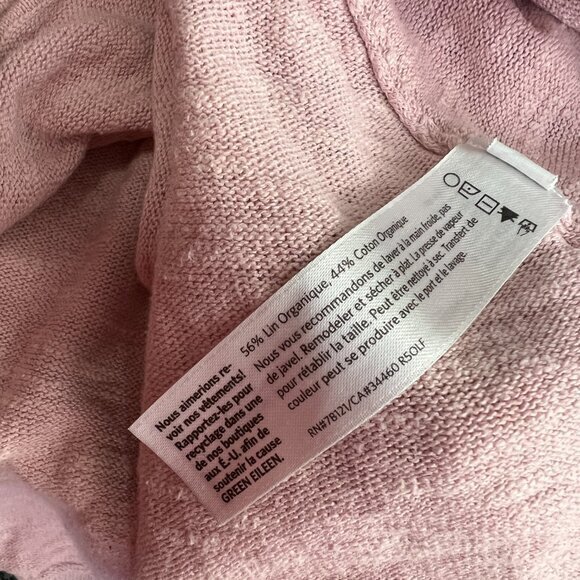 56% Lin Organique, 44% Coton Organique
Nous vous recommandons de laver à la main froide, pas
de javel. Remodeler et sécher à plat. La presse de vapeur
pour rétablir la taille. Peut être nettoyé à sec. Transfert de
couleur peut se produire avec le port et le lavage.
RN#78121/CA#34460 R5OLF
Nous aimerions re-
voir nos vêtements!
Rapportez-les pour
recyclage dans une
de nos boutiques
aux É.-U. afin de
soutenir la cause
GREEN EILEEN.